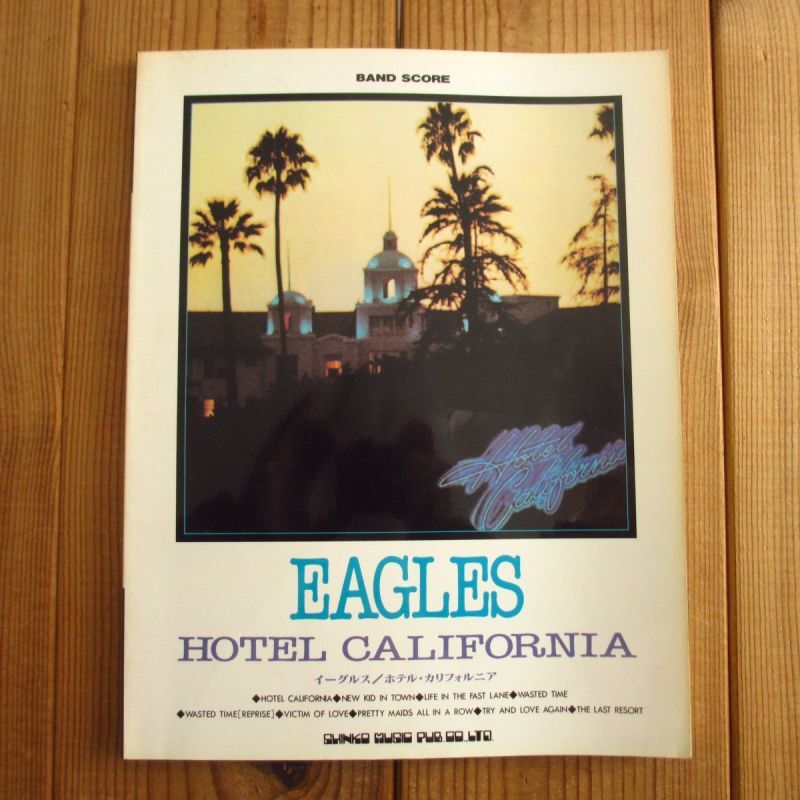 BAND SCORE
Hotel
California
EAGLES
HOTEL CALIFORNIA
イーグルス／ホテル・カリフォルニア
◆HOTEL CALIFORNIA◆NEW KID IN TOWN◆LIFE IN THE FAST LANE◆WASTED TIME
◆WASTED TIME[REPRISE]◆VICTIM OF LOVE◆PRETTY MAIDS ALL IN A ROW◆TRY AND LOVE AGAIN◆THE LAST RESORT
SHINKO MUSIC PUB. CO., LTD.